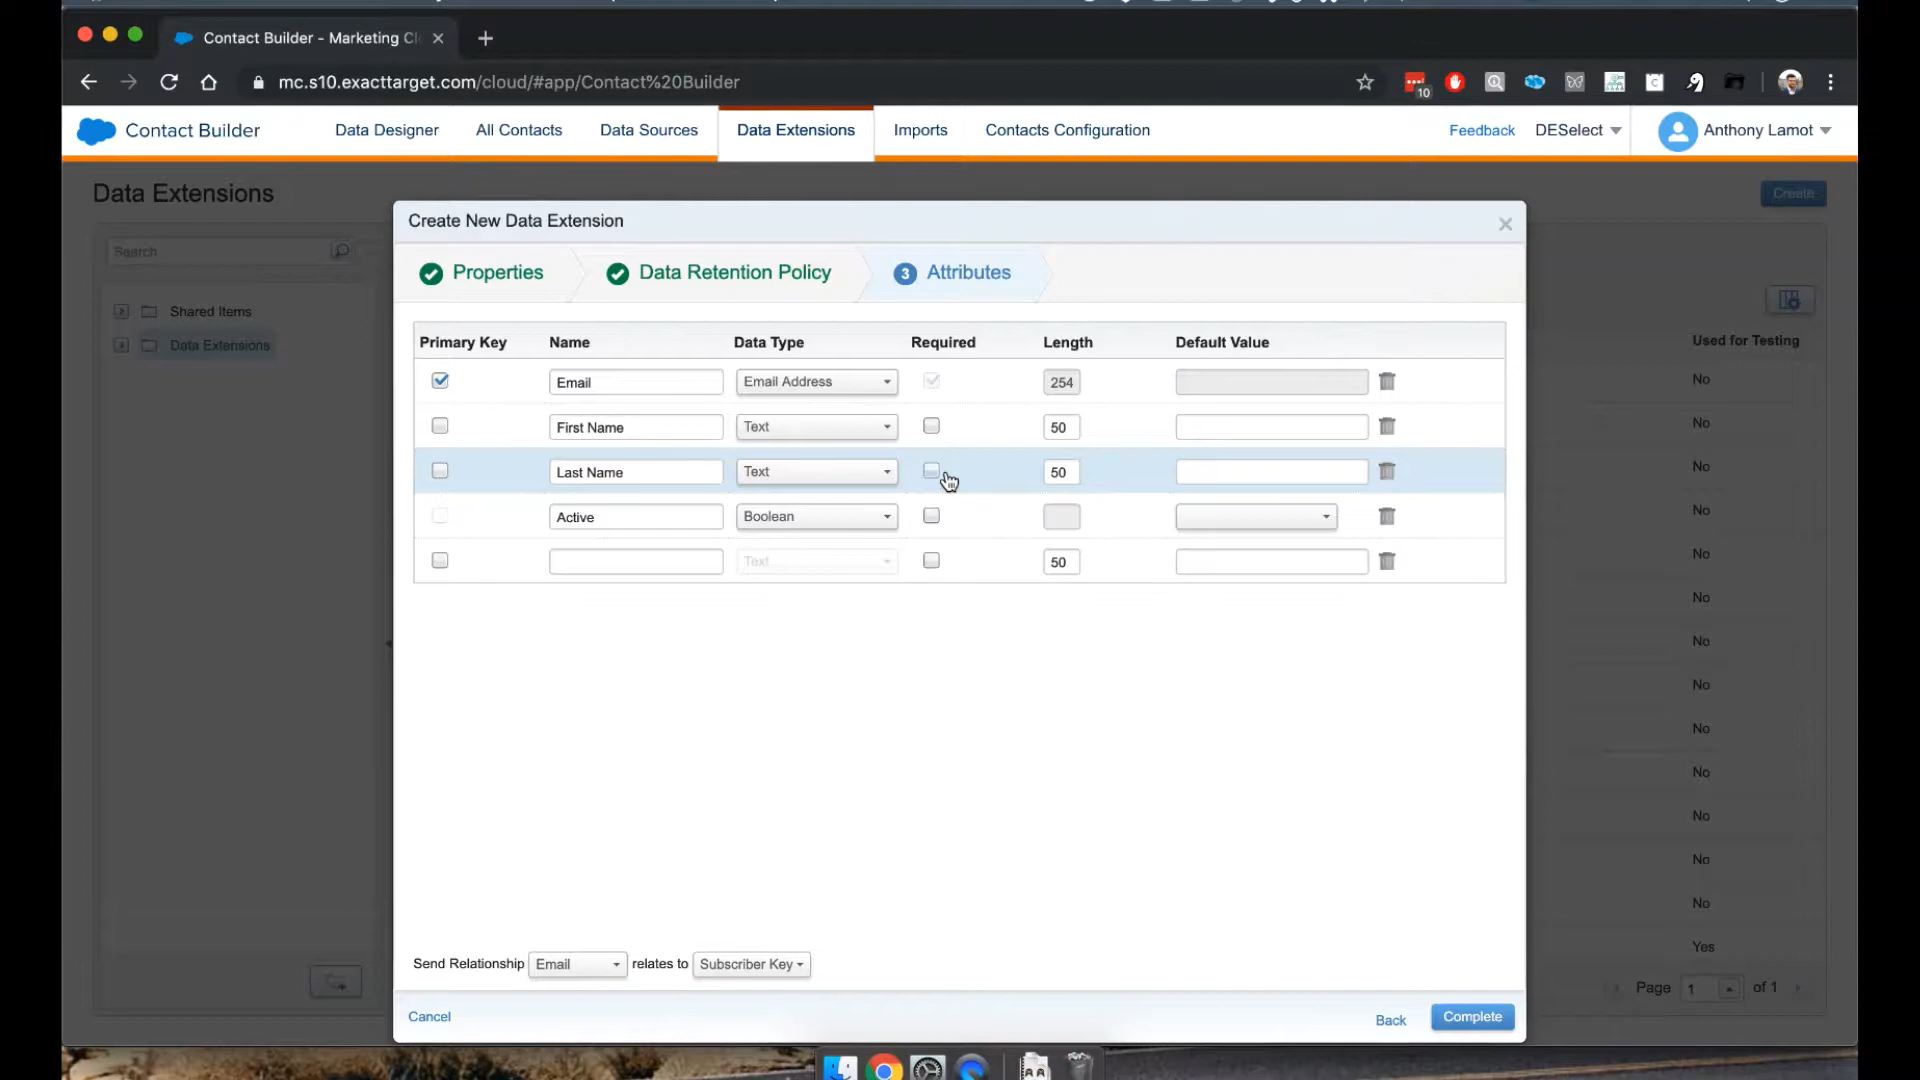 Contact Builder - Marketing Cl
mc.s10.exacttarget.com/cloud/#app/Contact%20Builder
10
Contact Builder
Data Designer
All Contacts
Data Sources
Data Extensions
Imports
Contacts Configuration
Feedback
DESelect
Anthony Lamot
Data Extensions
Create
Search
Shared Items
Data Extensions
Used for Testing
No
No
No
No
No
No
No
No
No
No
No
No
No
Yes
Page 1 of 1
Create New Data Extension
Properties
Data Retention Policy
3 Attributes
Primary Key Name Data Type Required Length Default Value
Email Email Address 254
First Name Text 50
Last Name Text 50
Active Boolean
Text 50
Send Relationship Email relates to Subscriber Key
Cancel
Back
Complete